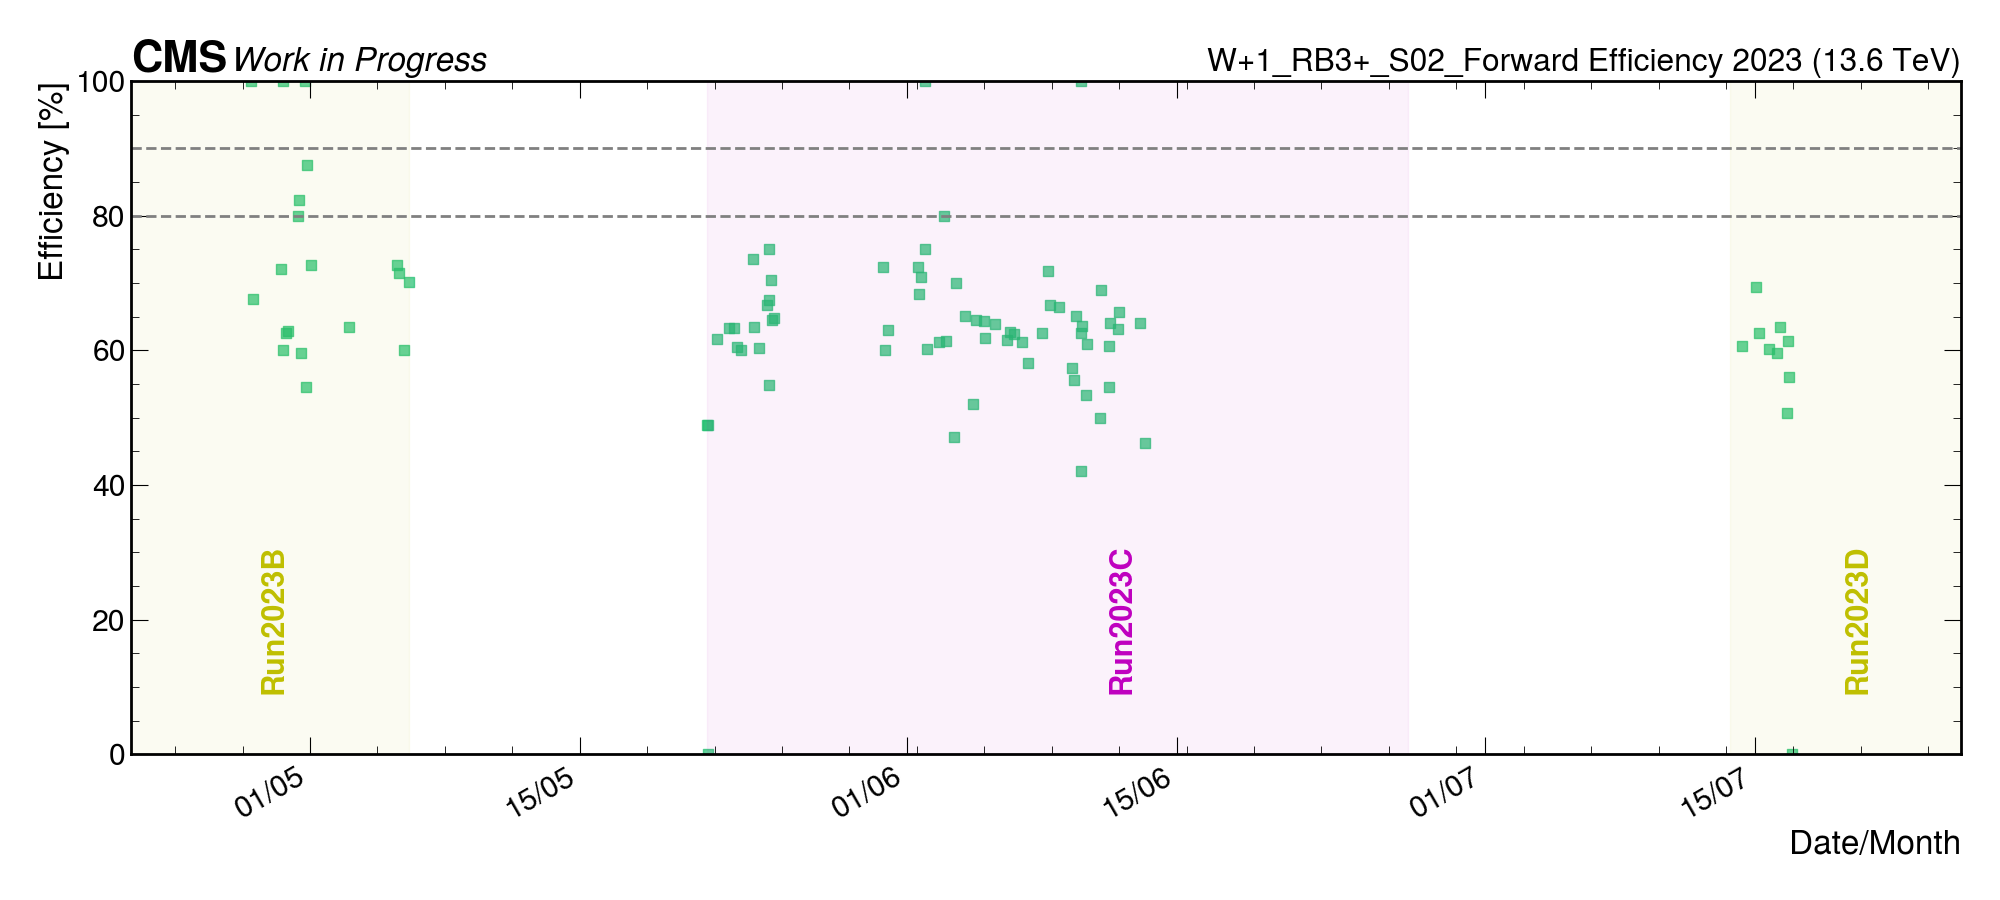 CMS Work in Progress
W+1_RB3+_S02_Forward Efficiency 2023 (13.6 TeV)
Efficiency [%]
100
80
60
40
20
0
Run2023B
Run2023C
Run2023D
01/05
15/05
01/06
15/06
01/07
15/07
Date/Month